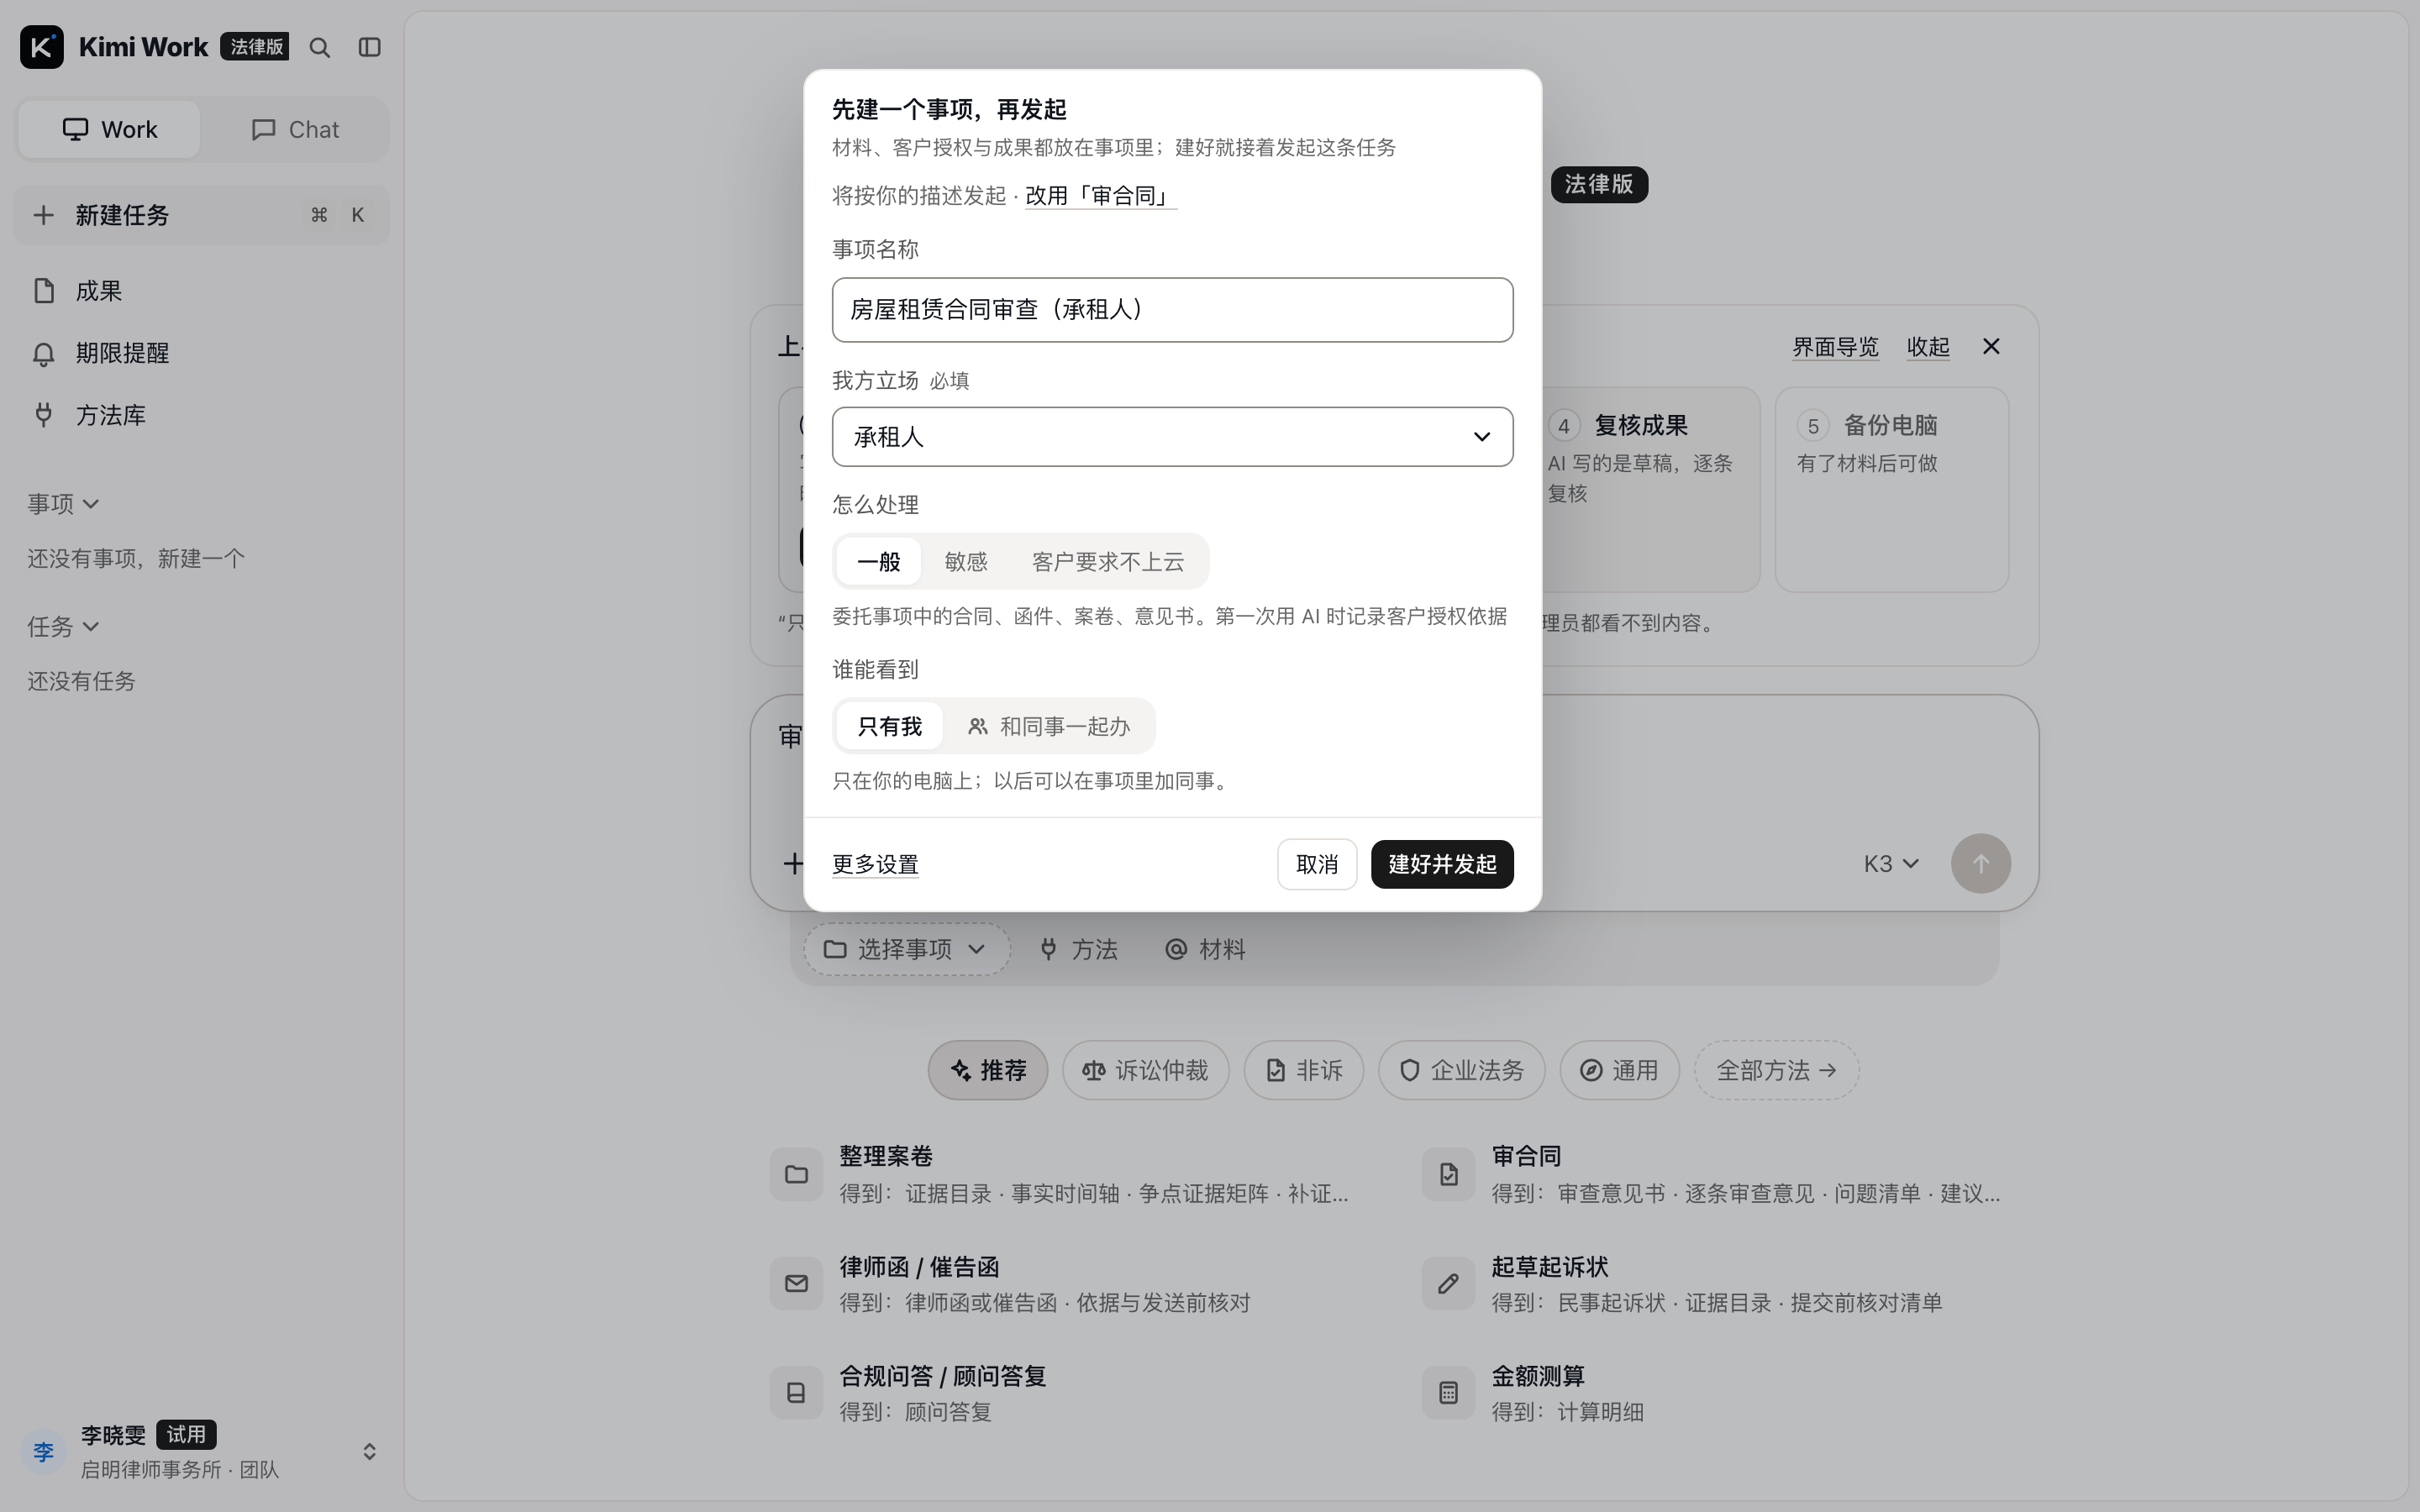 Kimi Work 法律版
Work
Chat
新建任务 ⌘ K
成果
期限提醒
方法库
事项
还没有事项，新建一个
任务
还没有任务
李 李晓雯 试用
启明律师事务所 · 团队
法律版
先建一个事项，再发起
材料、客户授权与成果都放在事项里；建好就接着发起这条任务
将按你的描述发起 · 改用「审合同」
事项名称
房屋租赁合同审查（承租人）
我方立场 必填
承租人
怎么处理
一般 敏感 客户要求不上云
委托事项中的合同、函件、案卷、意见书。第一次用 AI 时记录客户授权依据
谁能看到
只有我 和同事一起办
只在你的电脑上；以后可以在事项里加同事。
更多设置 取消 建好并发起
上
界面导览 收起
4 复核成果
AI 写的是草稿，逐条
复核
5 备份电脑
有了材料后可做
“只
理员都看不到内容。
审
K3
选择事项 方法 材料
推荐 诉讼仲裁 非诉 企业法务 通用 全部方法 →
整理案卷
得到：证据目录 · 事实时间轴 · 争点证据矩阵 · 补证…
审合同
得到：审查意见书 · 逐条审查意见 · 问题清单 · 建议…
律师函 / 催告函
得到：律师函或催告函 · 依据与发送前核对
起草起诉状
得到：民事起诉状 · 证据目录 · 提交前核对清单
合规问答 / 顾问答复
得到：顾问答复
金额测算
得到：计算明细